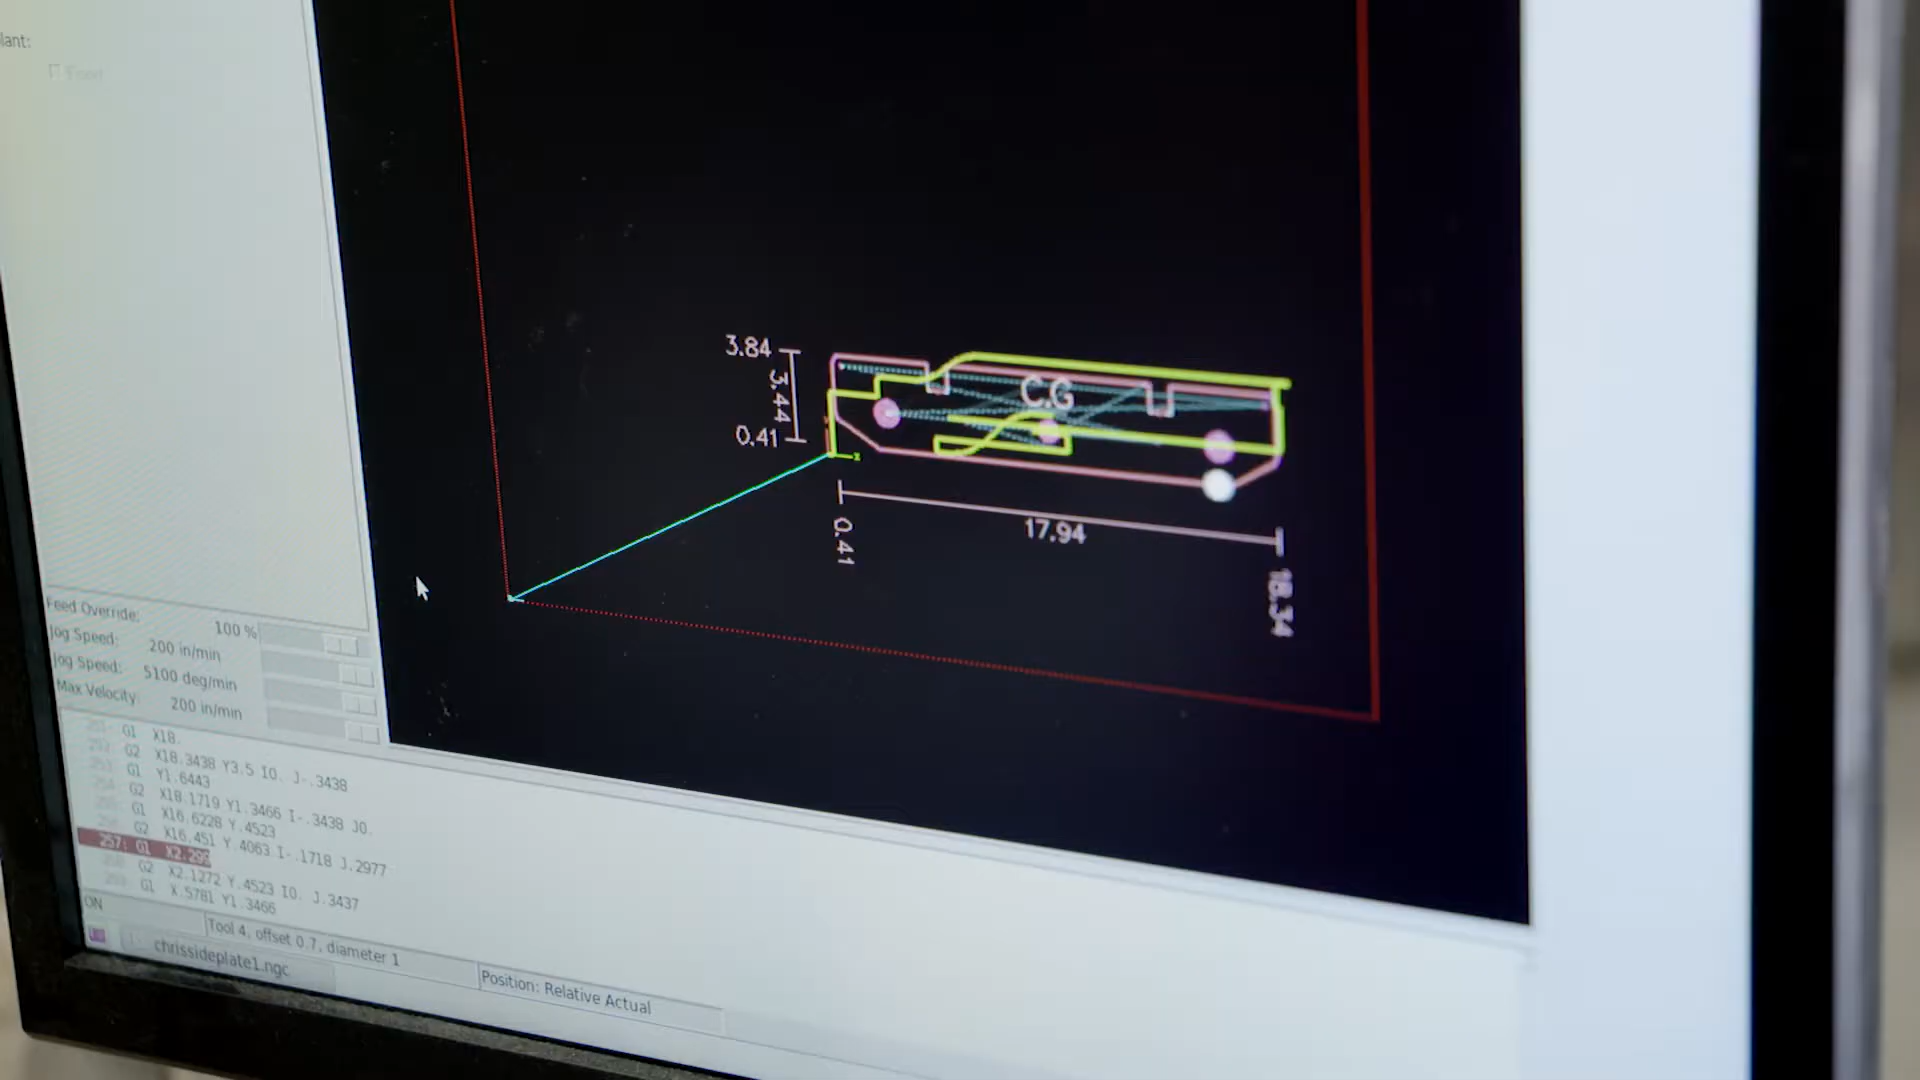 lant:
3.84
3.44
0.41
C.G
x
0.41
17.94
18.34
Feed Override: 100 %
Jog Speed: 200 in/min
Jog Speed: 5100 deg/min
Max Velocity: 200 in/min
G1 X18.
G2 X18.3438 Y3.5 I0. J-.3438
G1 Y1.6443
G2 X18.1719 Y1.3466 I-.3438 J0.
G1 X16.6228 Y.4523
G2 X16.451 Y.4063 I-.1718 J.2977
257: G1 X2.299
G2 X2.1272 Y.4523 I0. J.3437
G1 X.5781 Y1.3466
ON
Tool 4, offset 0.7, diameter 1
Position: Relative Actual
chrissideplate1.ngc